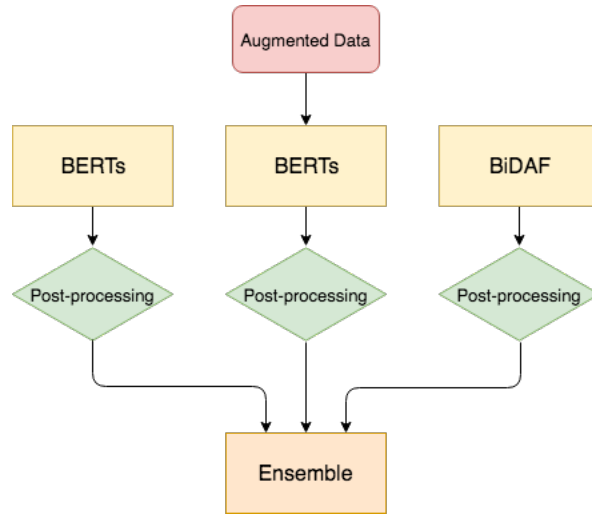 Augmented Data
BERTs
BERTs
BiDAF
Post-processing
Post-processing
Post-processing
Ensemble